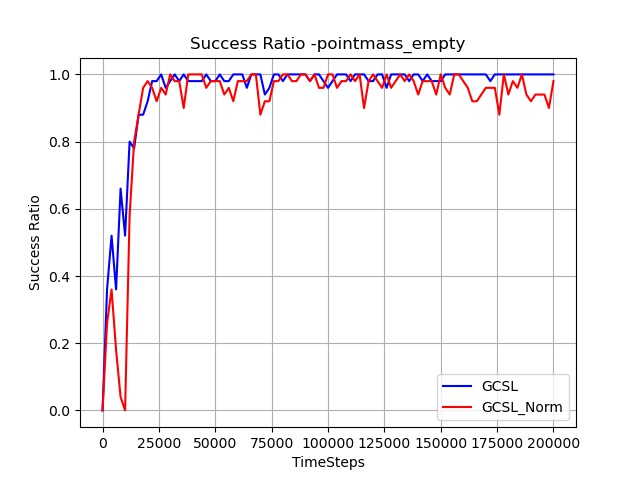 Success Ratio -pointmass_empty
Success Ratio
1.0
0.8
0.6
0.4
0.2
0.0
GCSL
GCSL_Norm
0 25000 50000 75000 100000 125000 150000 175000 200000
TimeSteps